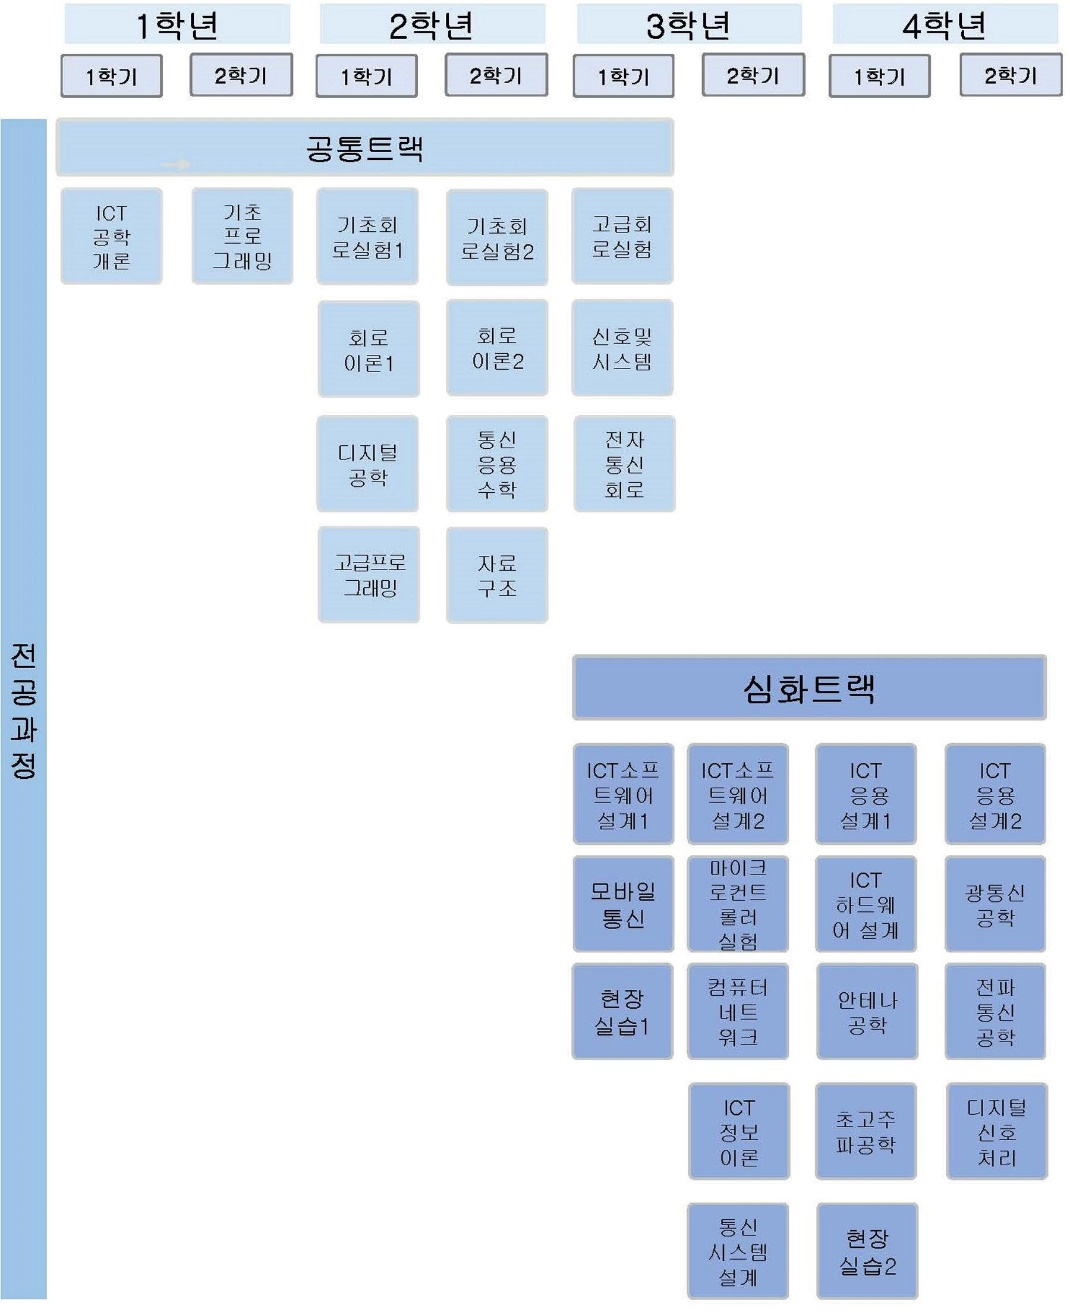 1학년
2학년
3학년
4학년
1학기
2학기
1학기
2학기
1학기
2학기
1학기
2학기
전
공
과
정
공통트랙
ICT
공학
개론
기초
프로
그래밍
기초회
로실험1
기초회
로실험2
고급회
로실험
회로
이론1
회로
이론2
신호및
시스템
디지털
공학
통신
응용
수학
전자
통신
회로
고급프로
그래밍
자료
구조
심화트랙
ICT소프
트웨어
설계1
ICT소프
트웨어
설계2
ICT
응용
설계1
ICT
응용
설계2
모바일
통신
마이크
로컨트
롤러
실험
ICT
하드웨
어 설계
광통신
공학
현장
실습1
컴퓨터
네트
워크
안테나
공학
전파
통신
공학
ICT
정보
이론
초고주
파공학
디지털
신호
처리
통신
시스템
설계
현장
실습2